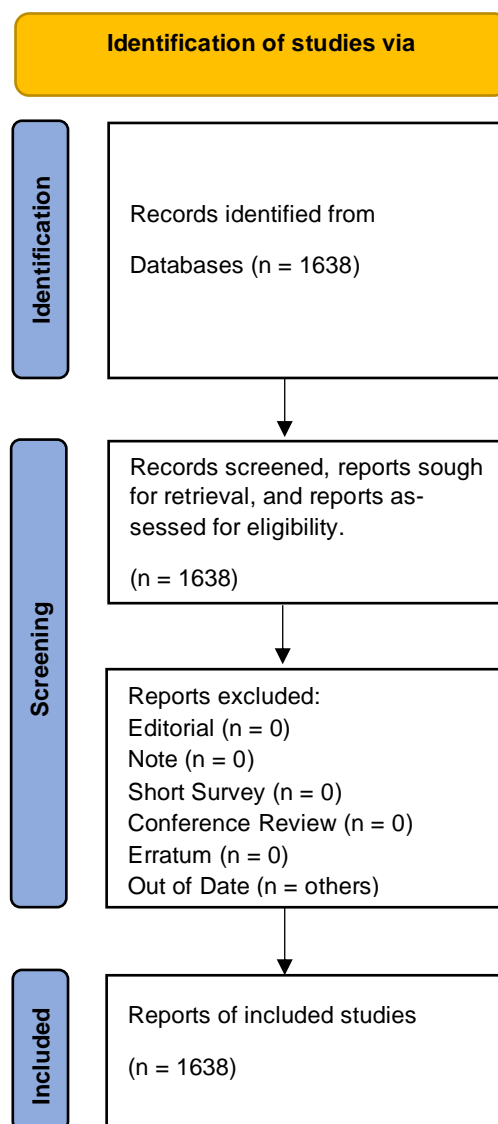 Identification of studies via
Identification
Records identified from
Databases (n = 1638)
Screening
Records screened, reports sough
for retrieval, and reports as-
sessed for eligibility.
(n = 1638)
Reports excluded:
Editorial (n = 0)
Note (n = 0)
Short Survey (n = 0)
Conference Review (n = 0)
Erratum (n = 0)
Out of Date (n = others)
Included
Reports of included studies
(n = 1638)